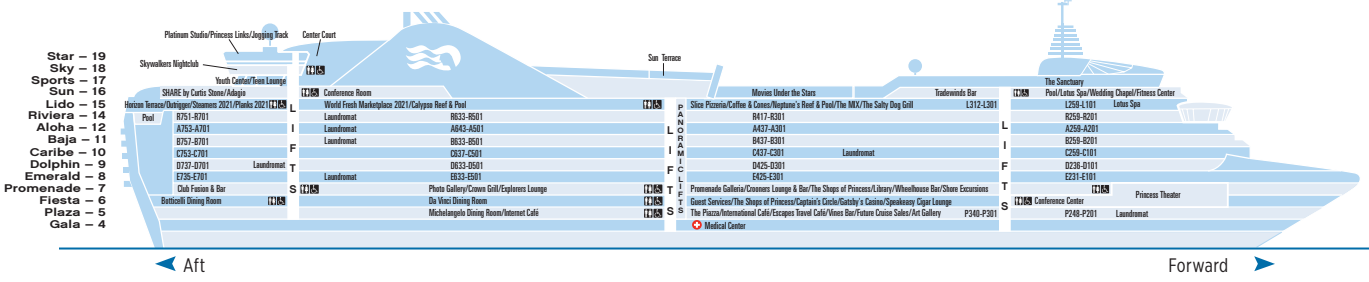 Platinum Studio/Princess Links/Jogging Track Center Court
Star – 19
Sky – 18 Skywalkers Nightclub Sun Terrace
Sports – 17 Youth Center/Teen Lounge The Sanctuary
Sun – 16 SHARE by Curtis Stone/Adagio Conference Room Movies Under the Stars Tradewinds Bar Pool/Lotus Spa/Wedding Chapel/Fitness Center
Lido – 15 Horizon Terrace/Outrigger/Steamers 2021/Planks 2021 World Fresh Marketplace 2021/Calypso Reef & Pool Slice Pizzeria/Coffee & Cones/Neptune's Reef & Pool/The MIX/The Salty Dog Grill L312-L301 L259-L101 Lotus Spa
Riviera – 14 Pool R751-R701 Laundromat R633-R501 R417-R301 R259-R201
Aloha – 12 A753-A701 Laundromat A643-A501 A437-A301 A259-A201
Baja – 11 B757-B701 Laundromat B633-B501 B437-B301 B259-B201
Caribe – 10 C753-C701 C637-C501 C437-C301 Laundromat C259-C101
Dolphin – 9 D737-D701 Laundromat D633-D501 D425-D301 D236-D101
Emerald – 8 E735-E701 Laundromat E633-E501 E425-E301 E231-E101
Promenade – 7 Club Fusion & Bar Photo Gallery/Crown Grill/Explorers Lounge Promenade Galleria/Crooners Lounge & Bar/The Shops of Princess/Library/Wheelhouse Bar/Shore Excursions Princess Theater
Fiesta – 6 Botticelli Dining Room Da Vinci Dining Room Guest Services/The Shops of Princess/Captain's Circle/Gatsby's Casino/Speakeasy Cigar Lounge Conference Center
Plaza – 5 Michelangelo Dining Room/Internet Café The Piazza/International Café/Escapes Travel Café/Vines Bar/Future Cruise Sales/Art Gallery P340-P301 P248-P201 Laundromat
Gala – 4 Medical Center
LIFTS
LIFTS
PANORAMIC LIFTS
LIFTS
Aft Forward